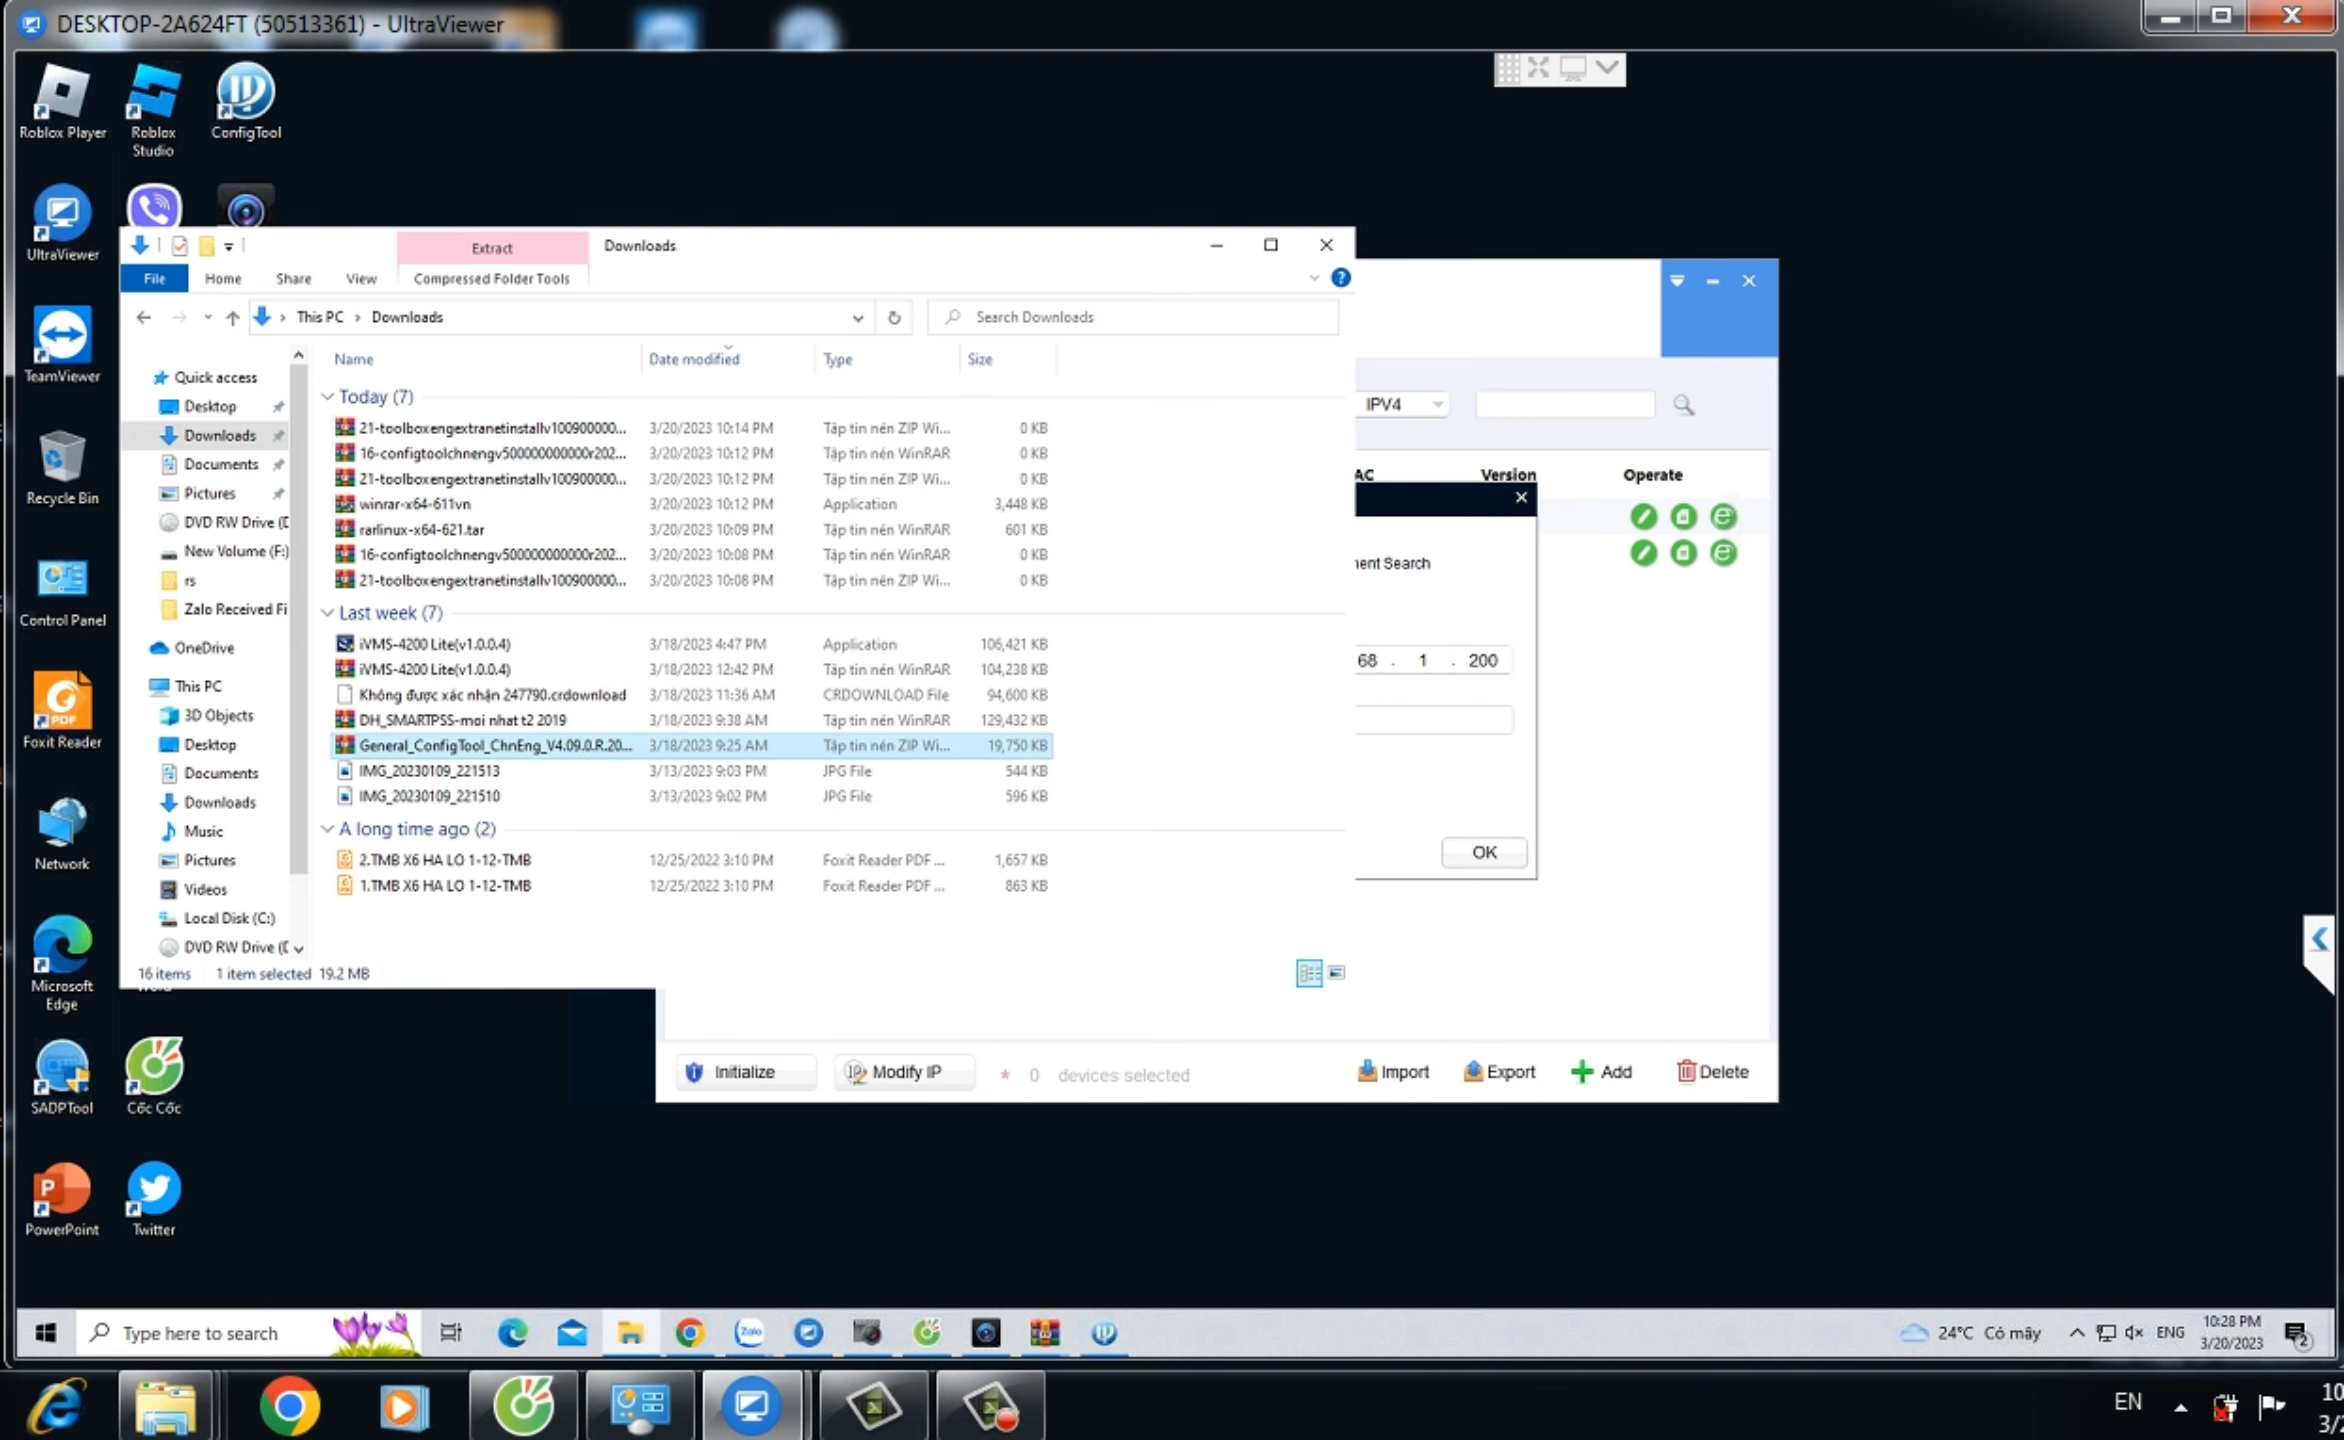 DESKTOP-2A624FT (50513361) - UltraViewer
Roblox Player
Roblox Studio
ConfigTool
UltraViewer
TeamViewer
Recycle Bin
Control Panel
Foxit Reader
Network
Microsoft Edge
SADPTool
Cốc Cốc
PowerPoint
Twitter
Extract
Downloads
File
Home
Share
View
Compressed Folder Tools
This PC
Downloads
Search Downloads
Quick access
Desktop
Downloads
Documents
Pictures
DVD RW Drive (D
New Volume (F:)
rs
Zalo Received Fi
OneDrive
This PC
3D Objects
Desktop
Documents
Downloads
Music
Pictures
Videos
Local Disk (C:)
DVD RW Drive (D
Name Date modified Type Size
Today (7)
21-toolboxengextranetinstallv100900000... 3/20/2023 10:14 PM Tập tin nén ZIP Wi... 0 KB
16-configtoolchnengv500000000000r202... 3/20/2023 10:12 PM Tập tin nén WinRAR 0 KB
21-toolboxengextranetinstallv100900000... 3/20/2023 10:12 PM Tập tin nén ZIP Wi... 0 KB
winrar-x64-611vn 3/20/2023 10:12 PM Application 3,448 KB
rarlinux-x64-621.tar 3/20/2023 10:09 PM Tập tin nén WinRAR 601 KB
16-configtoolchnengv500000000000r202... 3/20/2023 10:08 PM Tập tin nén WinRAR 0 KB
21-toolboxengextranetinstallv100900000... 3/20/2023 10:08 PM Tập tin nén ZIP Wi... 0 KB
Last week (7)
iVMS-4200 Lite(v1.0.0.4) 3/18/2023 4:47 PM Application 106,421 KB
iVMS-4200 Lite(v1.0.0.4) 3/18/2023 12:42 PM Tập tin nén WinRAR 104,238 KB
Không được xác nhận 247790.crdownload 3/18/2023 11:36 AM CRDOWNLOAD File 94,600 KB
DH_SMARTPSS-moi nhat t2 2019 3/18/2023 9:38 AM Tập tin nén WinRAR 129,432 KB
General_ConfigTool_ChnEng_V4.09.0.R.20... 3/18/2023 9:25 AM Tập tin nén ZIP Wi... 19,750 KB
IMG_20230109_221513 3/13/2023 9:03 PM JPG File 544 KB
IMG_20230109_221510 3/13/2023 9:02 PM JPG File 596 KB
A long time ago (2)
2.TMB X6 HA LO 1-12-TMB 12/25/2022 3:10 PM Foxit Reader PDF ... 1,657 KB
1.TMB X6 HA LO 1-12-TMB 12/25/2022 3:10 PM Foxit Reader PDF ... 863 KB
16 items 1 item selected 19.2 MB
IPV4
AC Version Operate
ent Search
68 . 1 . 200
OK
Initialize
Modify IP
* 0 devices selected
Import
Export
Add
Delete
Type here to search
Zalo
24°C Có mây
ENG
10:28 PM
3/20/2023
2
EN
10
3/2